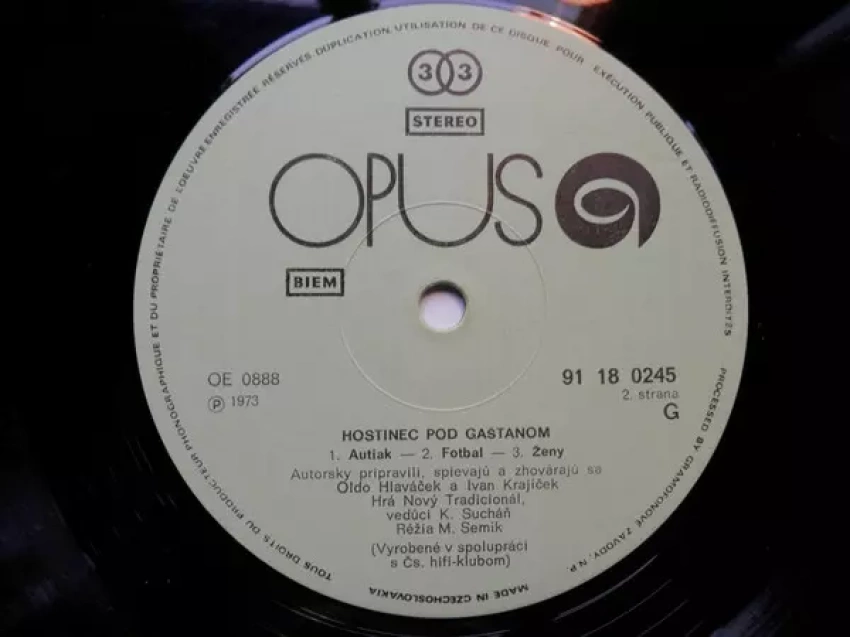 TOUS DROITS DU PRODUCTEUR PHONOGRAPHIQUE ET DU PROPRIÉTAIRE DE L'OEUVRE ENREGISTRÉE RÉSERVÉS. DUPLICATION, UTILISATION DE CE DISQUE POUR EXÉCUTION PUBLIQUE ET RADIODIFFUSION INTERDITES
33
STEREO
OPUS
BIEM
OE 0888
Ⓟ 1973
91 18 0245
2. strana
G
HOSTINEC POD GAŠTANOM
1. Autiak — 2. Fotbal — 3. Ženy
Autorsky pripravili, spievajú a zhovárajú sa
Oldo Hlaváček a Ivan Krajíček
Hrá Nový Tradicionál,
vedúci K. Sucháň
Réžia M. Semik
(Vyrobené v spolupráci
s Čs. hifi-klubom)
PROCESSED BY GRAMOFONOVÉ ZÁVODY, N.P.
MADE IN CZECHOSLOVAKIA